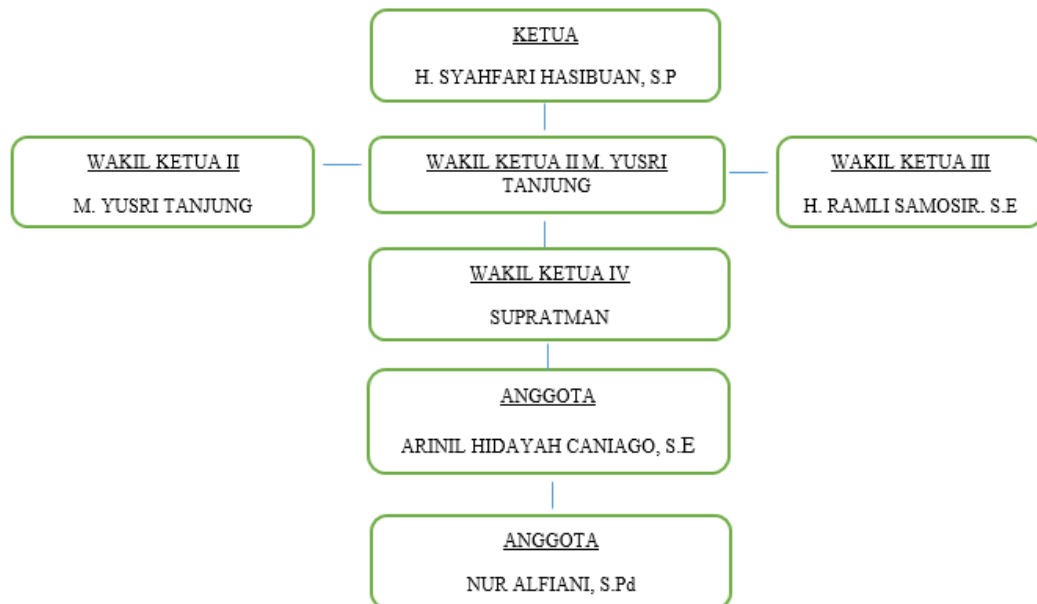 KETUA
H. SYAHFARI HASIBUAN, S.P
WAKIL KETUA II
M. YUSRI TANJUNG
WAKIL KETUA II M. YUSRI
TANJUNG
WAKIL KETUA III
H. RAMLI SAMOSIR. S.E
WAKIL KETUA IV
SUPRATMAN
ANGGOTA
ARINIL HIDAYAH CANIAGO, S.E
ANGGOTA
NUR ALFIANI, S.Pd